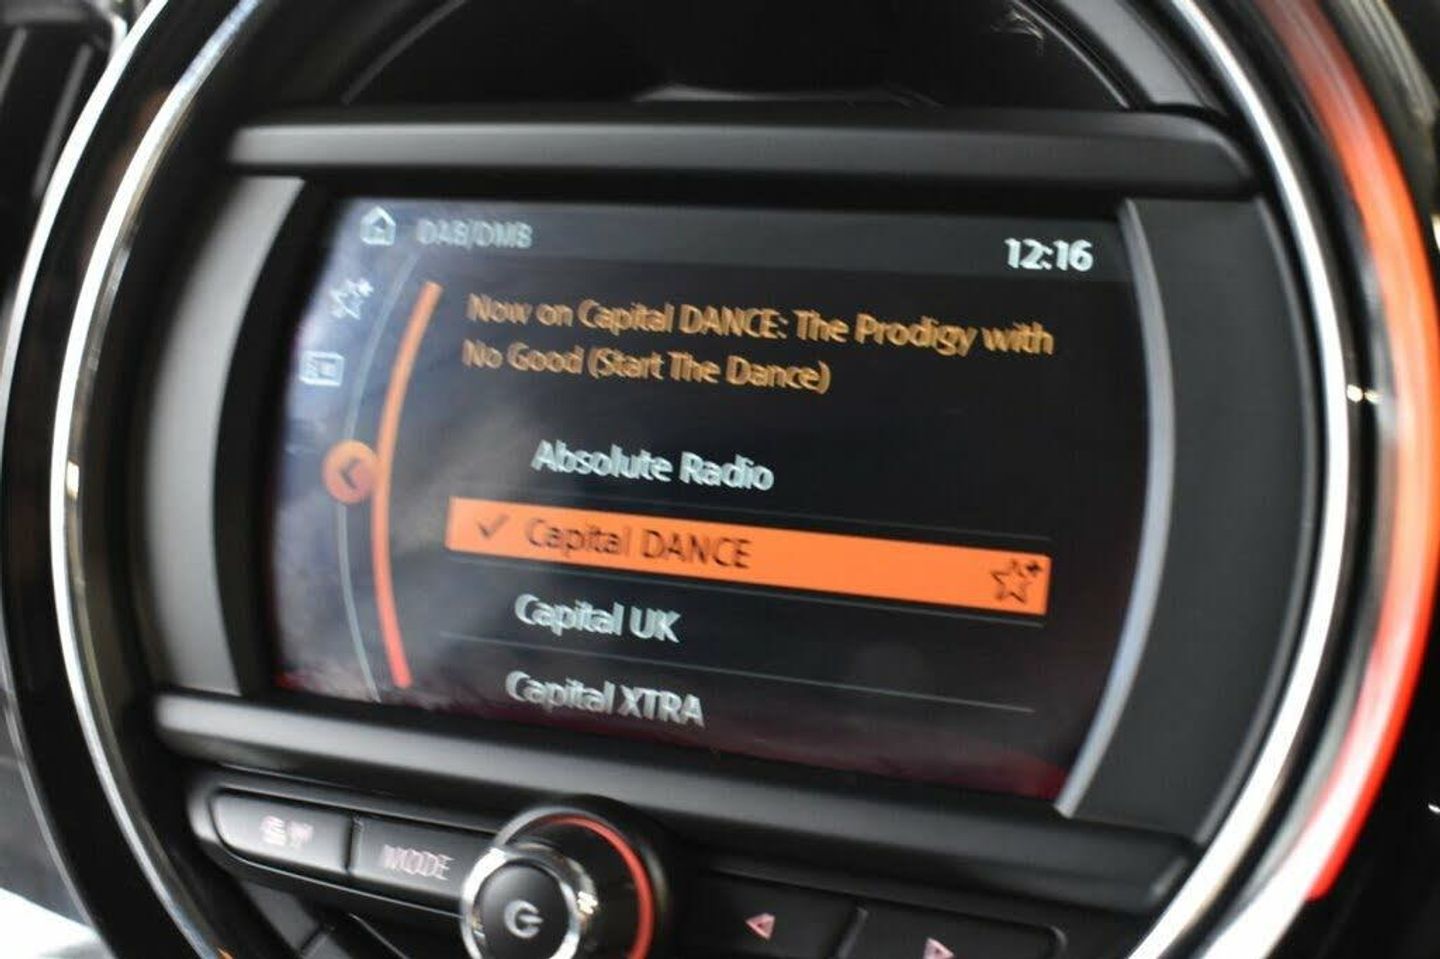 DAB/DMB
12:16
Now on Capital DANCE: The Prodigy with
No Good (Start The Dance)
Absolute Radio
Capital DANCE
Capital UK
Capital XTRA
MODE